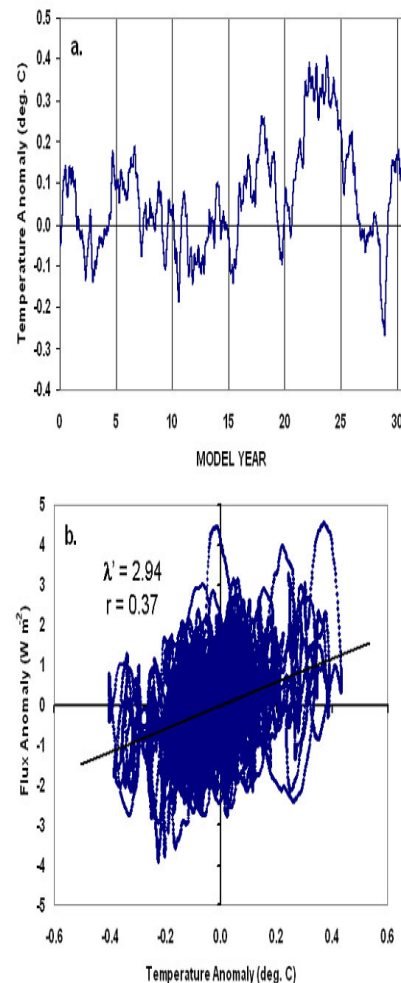 a.
Temperature Anomaly (deg. C)
0.5
0.4
0.3
0.2
0.1
0.0
-0.1
-0.2
-0.3
-0.4
0 5 10 15 20 25 30
MODEL YEAR
b.
λ' = 2.94
r = 0.37
Flux Anomaly (W m⁻²)
5
4
3
2
1
0
-1
-2
-3
-4
-5
-0.6 -0.4 -0.2 0.0 0.2 0.4 0.6
Temperature Anomaly (deg. C)